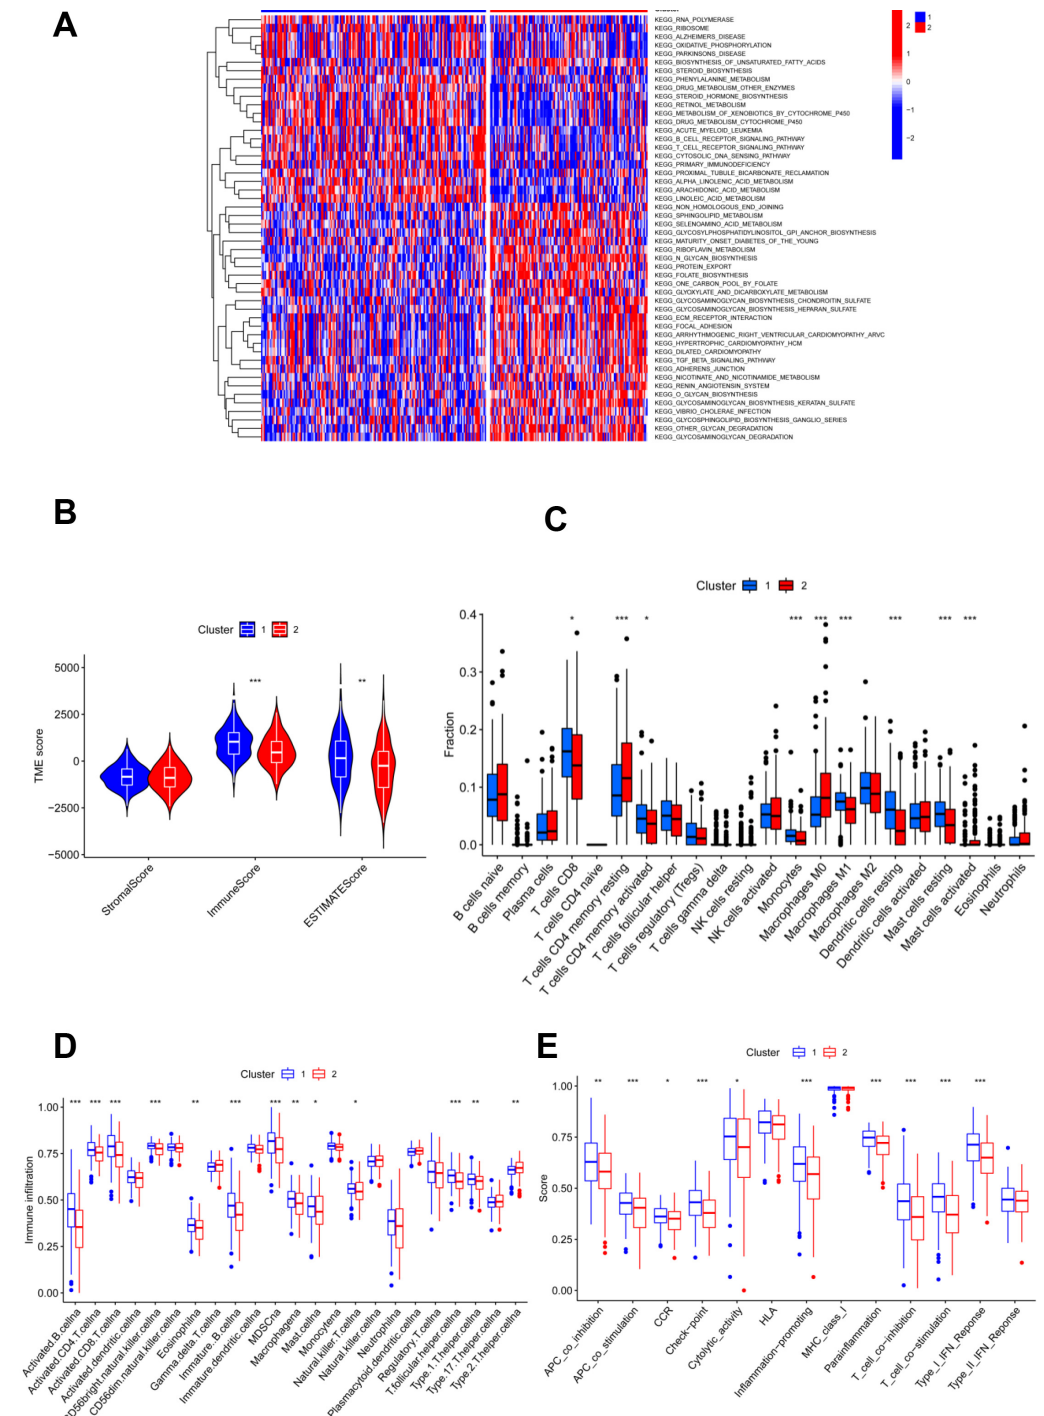 A
Cluster
2
1
0
−1
−2
1
2
KEGG_RNA_POLYMERASE
KEGG_RIBOSOME
KEGG_ALZHEIMERS_DISEASE
KEGG_OXIDATIVE_PHOSPHORYLATION
KEGG_PARKINSONS_DISEASE
KEGG_BIOSYNTHESIS_OF_UNSATURATED_FATTY_ACIDS
KEGG_STEROID_BIOSYNTHESIS
KEGG_PHENYLALANINE_METABOLISM
KEGG_DRUG_METABOLISM_OTHER_ENZYMES
KEGG_STEROID_HORMONE_BIOSYNTHESIS
KEGG_RETINOL_METABOLISM
KEGG_METABOLISM_OF_XENOBIOTICS_BY_CYTOCHROME_P450
KEGG_DRUG_METABOLISM_CYTOCHROME_P450
KEGG_ACUTE_MYELOID_LEUKEMIA
KEGG_B_CELL_RECEPTOR_SIGNALING_PATHWAY
KEGG_T_CELL_RECEPTOR_SIGNALING_PATHWAY
KEGG_CYTOSOLIC_DNA_SENSING_PATHWAY
KEGG_PRIMARY_IMMUNODEFICIENCY
KEGG_PROXIMAL_TUBULE_BICARBONATE_RECLAMATION
KEGG_ALPHA_LINOLENIC_ACID_METABOLISM
KEGG_ARACHIDONIC_ACID_METABOLISM
KEGG_LINOLEIC_ACID_METABOLISM
KEGG_NON_HOMOLOGOUS_END_JOINING
KEGG_SPHINGOLIPID_METABOLISM
KEGG_SELENOAMINO_ACID_METABOLISM
KEGG_GLYCOSYLPHOSPHATIDYLINOSITOL_GPI_ANCHOR_BIOSYNTHESIS
KEGG_MATURITY_ONSET_DIABETES_OF_THE_YOUNG
KEGG_RIBOFLAVIN_METABOLISM
KEGG_N_GLYCAN_BIOSYNTHESIS
KEGG_PROTEIN_EXPORT
KEGG_FOLATE_BIOSYNTHESIS
KEGG_ONE_CARBON_POOL_BY_FOLATE
KEGG_GLYOXYLATE_AND_DICARBOXYLATE_METABOLISM
KEGG_GLYCOSAMINOGLYCAN_BIOSYNTHESIS_CHONDROITIN_SULFATE
KEGG_GLYCOSAMINOGLYCAN_BIOSYNTHESIS_HEPARAN_SULFATE
KEGG_ECM_RECEPTOR_INTERACTION
KEGG_FOCAL_ADHESION
KEGG_ARRHYTHMOGENIC_RIGHT_VENTRICULAR_CARDIOMYOPATHY_ARVC
KEGG_HYPERTROPHIC_CARDIOMYOPATHY_HCM
KEGG_DILATED_CARDIOMYOPATHY
KEGG_TGF_BETA_SIGNALING_PATHWAY
KEGG_ADHERENS_JUNCTION
KEGG_NICOTINATE_AND_NICOTINAMIDE_METABOLISM
KEGG_RENIN_ANGIOTENSIN_SYSTEM
KEGG_O_GLYCAN_BIOSYNTHESIS
KEGG_GLYCOSAMINOGLYCAN_BIOSYNTHESIS_KERATAN_SULFATE
KEGG_VIBRIO_CHOLERAE_INFECTION
KEGG_GLYCOSPHINGOLIPID_BIOSYNTHESIS_GANGLIO_SERIES
KEGG_OTHER_GLYCAN_DEGRADATION
KEGG_GLYCOSAMINOGLYCAN_DEGRADATION
B
Cluster 1 2
TME score
5000
2500
0
−2500
−5000
*** **
StromalScore
ImmuneScore
ESTIMATEScore
C
Cluster 1 2
Fraction
0.4
0.3
0.2
0.1
0.0
* *** * *** *** *** *** *** ***
B cells naive
B cells memory
Plasma cells
T cells CD8
T cells CD4 naive
T cells CD4 memory resting
T cells CD4 memory activated
T cells follicular helper
T cells regulatory (Tregs)
T cells gamma delta
NK cells resting
NK cells activated
Monocytes
Macrophages M0
Macrophages M1
Macrophages M2
Dendritic cells resting
Dendritic cells activated
Mast cells resting
Mast cells activated
Eosinophils
Neutrophils
D
Cluster 1 2
Immune infiltration
1.00
0.75
0.50
0.25
0.00
*** *** *** *** ** *** *** ** * * *** ** **
Activated.B.cellna
Activated.CD4.T.cellna
Activated.CD8.T.cellna
Activated.dendritic.cellna
CD56bright.natural.killer.cellna
CD56dim.natural.killer.cellna
Eosinophilna
Gamma.delta.T.cellna
Immature..B.cellna
Immature.dendritic.cellna
MDSCna
Macrophagena
Mast.cellna
Monocytena
Natural.killer.T.cellna
Natural.killer.cellna
Neutrophilna
Plasmacytoid.dendritic.cellna
Regulatory.T.cellna
T.follicular.helper.cellna
Type.1.T.helper.cellna
Type.17.T.helper.cellna
Type.2.T.helper.cellna
E
Cluster 1 2
Score
1.00
0.75
0.50
0.25
0.00
** *** * *** * *** *** *** *** ***
APC_co_inhibition
APC_co_stimulation
CCR
Check-point
Cytolytic_activity
HLA
Inflammation-promoting
MHC_class_I
Parainflammation
T_cell_co-inhibition
T_cell_co-stimulation
Type_I_IFN_Reponse
Type_II_IFN_Reponse